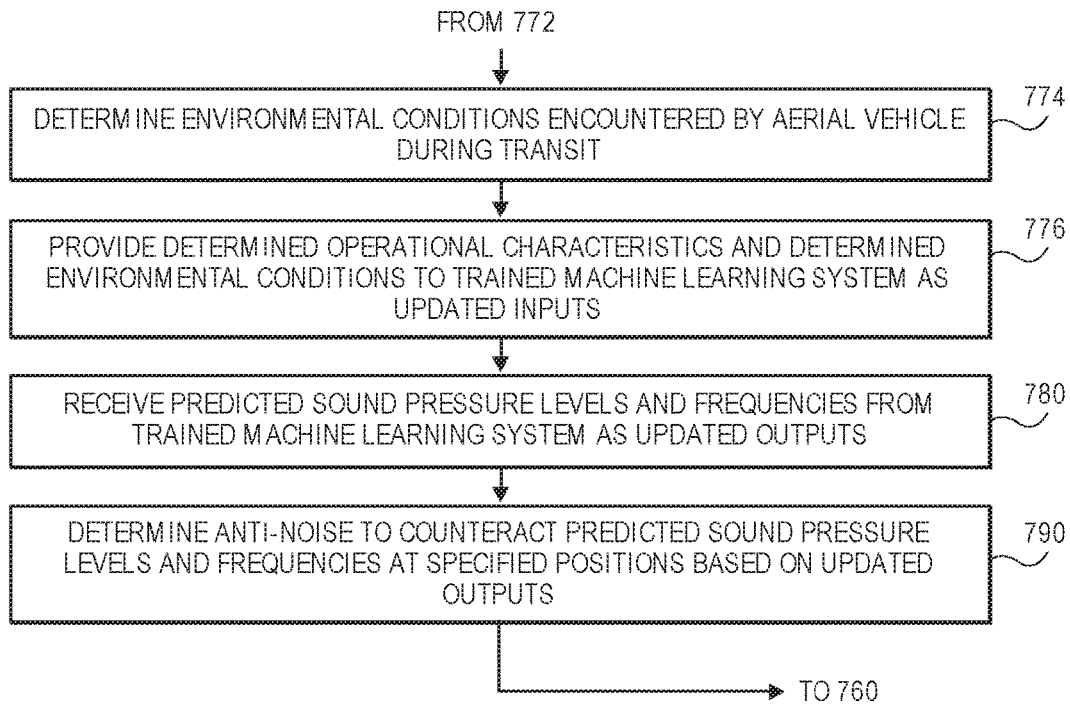 FROM 772
774
DETERMINE ENVIRONMENTAL CONDITIONS ENCOUNTERED BY AERIAL VEHICLE
DURING TRANSIT
776
PROVIDE DETERMINED OPERATIONAL CHARACTERISTICS AND DETERMINED
ENVIRONMENTAL CONDITIONS TO TRAINED MACHINE LEARNING SYSTEM AS
UPDATED INPUTS
780
RECEIVE PREDICTED SOUND PRESSURE LEVELS AND FREQUENCIES FROM
TRAINED MACHINE LEARNING SYSTEM AS UPDATED OUTPUTS
790
DETERMINE ANTI-NOISE TO COUNTERACT PREDICTED SOUND PRESSURE
LEVELS AND FREQUENCIES AT SPECIFIED POSITIONS BASED ON UPDATED
OUTPUTS
TO 760